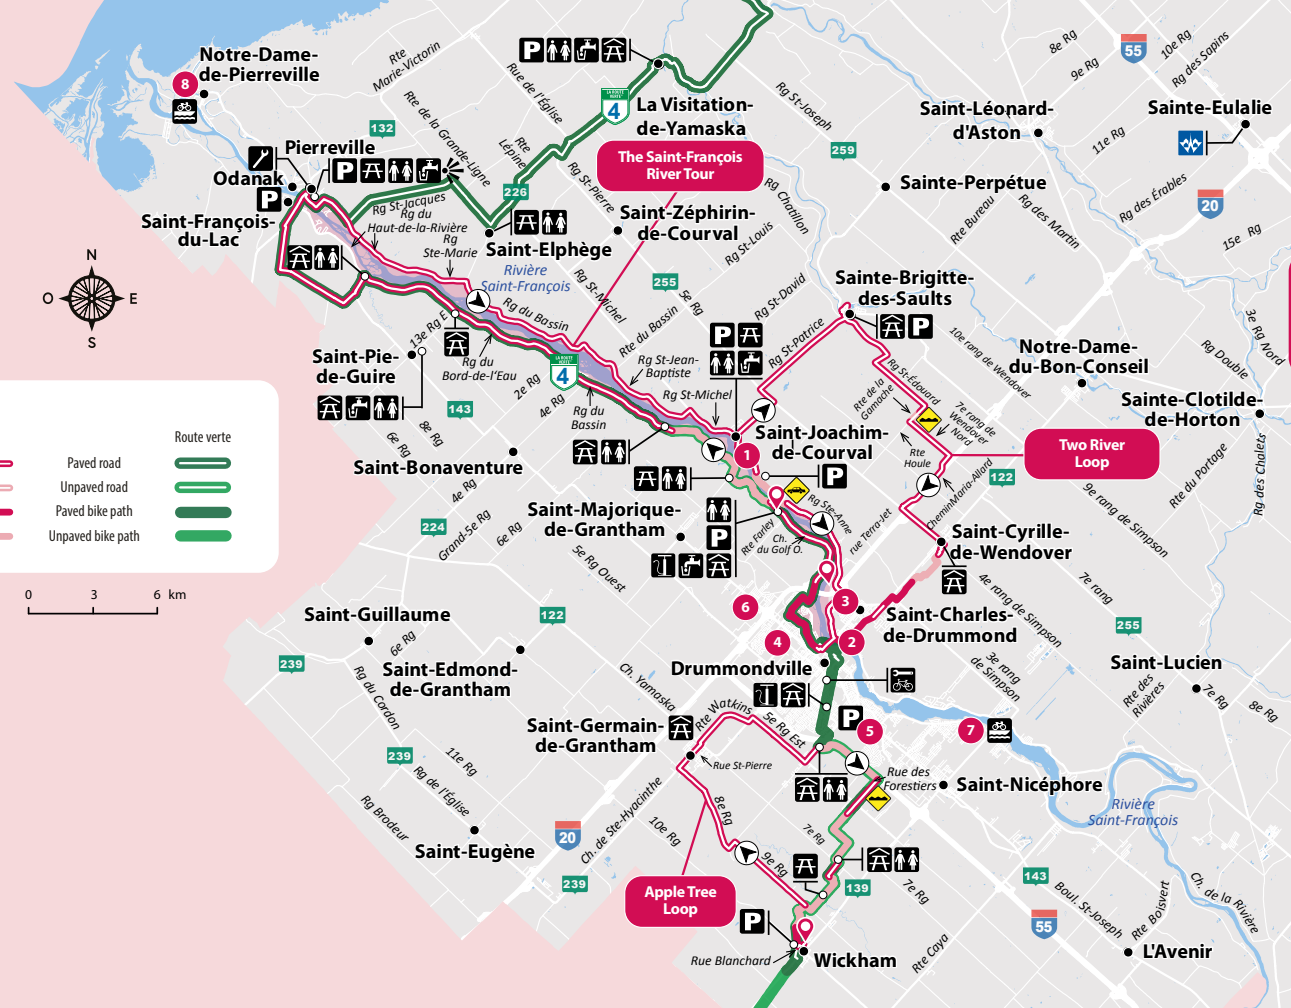 Notre-Dame-
de-Pierreville
8
Rte
Marie-Victorin
Rue de l'Église
Rte de la Grande-Ligne
132
P
LA ROUTE
VERTE
4
La Visitation-
de-Yamaska
Rg St-Joseph
259
8e Rg
55
9e Rg
10e Rg
Rg des Sapins
Saint-Léonard-
d'Aston
11e Rg
Sainte-Eulalie
Pierreville
P
Odanak
P
Saint-François-
du-Lac
Rg St-Jacques
Rg du
Haut-de-la-Rivière
Rg
Ste-Marie
Rte
Lépine
226
Rg St-Pierre
The Saint-François
River Tour
Saint-Elphège
Saint-Zéphirin-
de-Courval
Rg Chatillon
Rg St-Louis
Sainte-Perpétue
Rte Bureau
Rg des Martin
Rg des Érables
20
15e Rg
N
O
E
S
Rivière
Saint-François
Rg du Bassin
Rg St-Michel
255
5e Rg
Rte du Bassin
Rg St-David
Rg St-Patrice
Sainte-Brigitte-
des-Saults
P
P
10e rang de Wendover
Notre-Dame-
du-Bon-Conseil
Rg Double
3e Rg Nord
Sainte-Clotilde-
de-Horton
13e Rg E
Saint-Pie-
de-Guire
Rg du
Bord-de-l'Eau
LA ROUTE
VERTE
4
2e Rg
4e Rg
Rg du
Bassin
Rg St-Jean-
Baptiste
Rg St-Michel
143
8e Rg
6e Rg
Saint-Bonaventure
4e Rg
Rg St-Édouard
Rte de la
Gamache
7e rang de
Wendover
Nord
Two River
Loop
Rte
Houle
Chemin Maria-Allard
122
9e rang de Simpson
Rte du Portage
Rg des Chalets
Route verte
Paved road
Unpaved road
Paved bike path
Unpaved bike path
0
3
6
km
Saint-Joachim-
de-Courval
1
P
Rg Ste-Anne
Saint-Majorique-
de-Grantham
P
Rte Farley
Ch.
du Golf O.
rue Terra-Jet
Saint-Cyrille-
de-Wendover
4e rang de Simpson
7e rang
255
224
Grand-5e Rg
6e Rg
5e Rg Ouest
122
Saint-Guillaume
6e Rg
239
Saint-Edmond-
de-Grantham
Rg du Cordon
6
3
4
2
Saint-Charles-
de-Drummond
3e rang
de Simpson
Saint-Lucien
Rte des
Rivières
7e Rg
8e Rg
Drummondville
Ch. Yamaska
Saint-Germain-
de-Grantham
Rte Watkins
5e Rg Est
P
5
7
Rue St-Pierre
Rue des
Forestiers
Saint-Nicéphore
Rivière
Saint-François
239
11e Rg
Rg de l'Église
Rg Brodeur
Saint-Eugène
20
Ch. de Ste-Hyacinthe
239
8e Rg
10e Rg
9e Rg
7e Rg
139
7e Rg
Apple Tree
Loop
P
Rue Blanchard
Wickham
Rte Caya
143
Boul. St-Joseph
55
Rte Boisvert
Ch. de la Rivière
L'Avenir